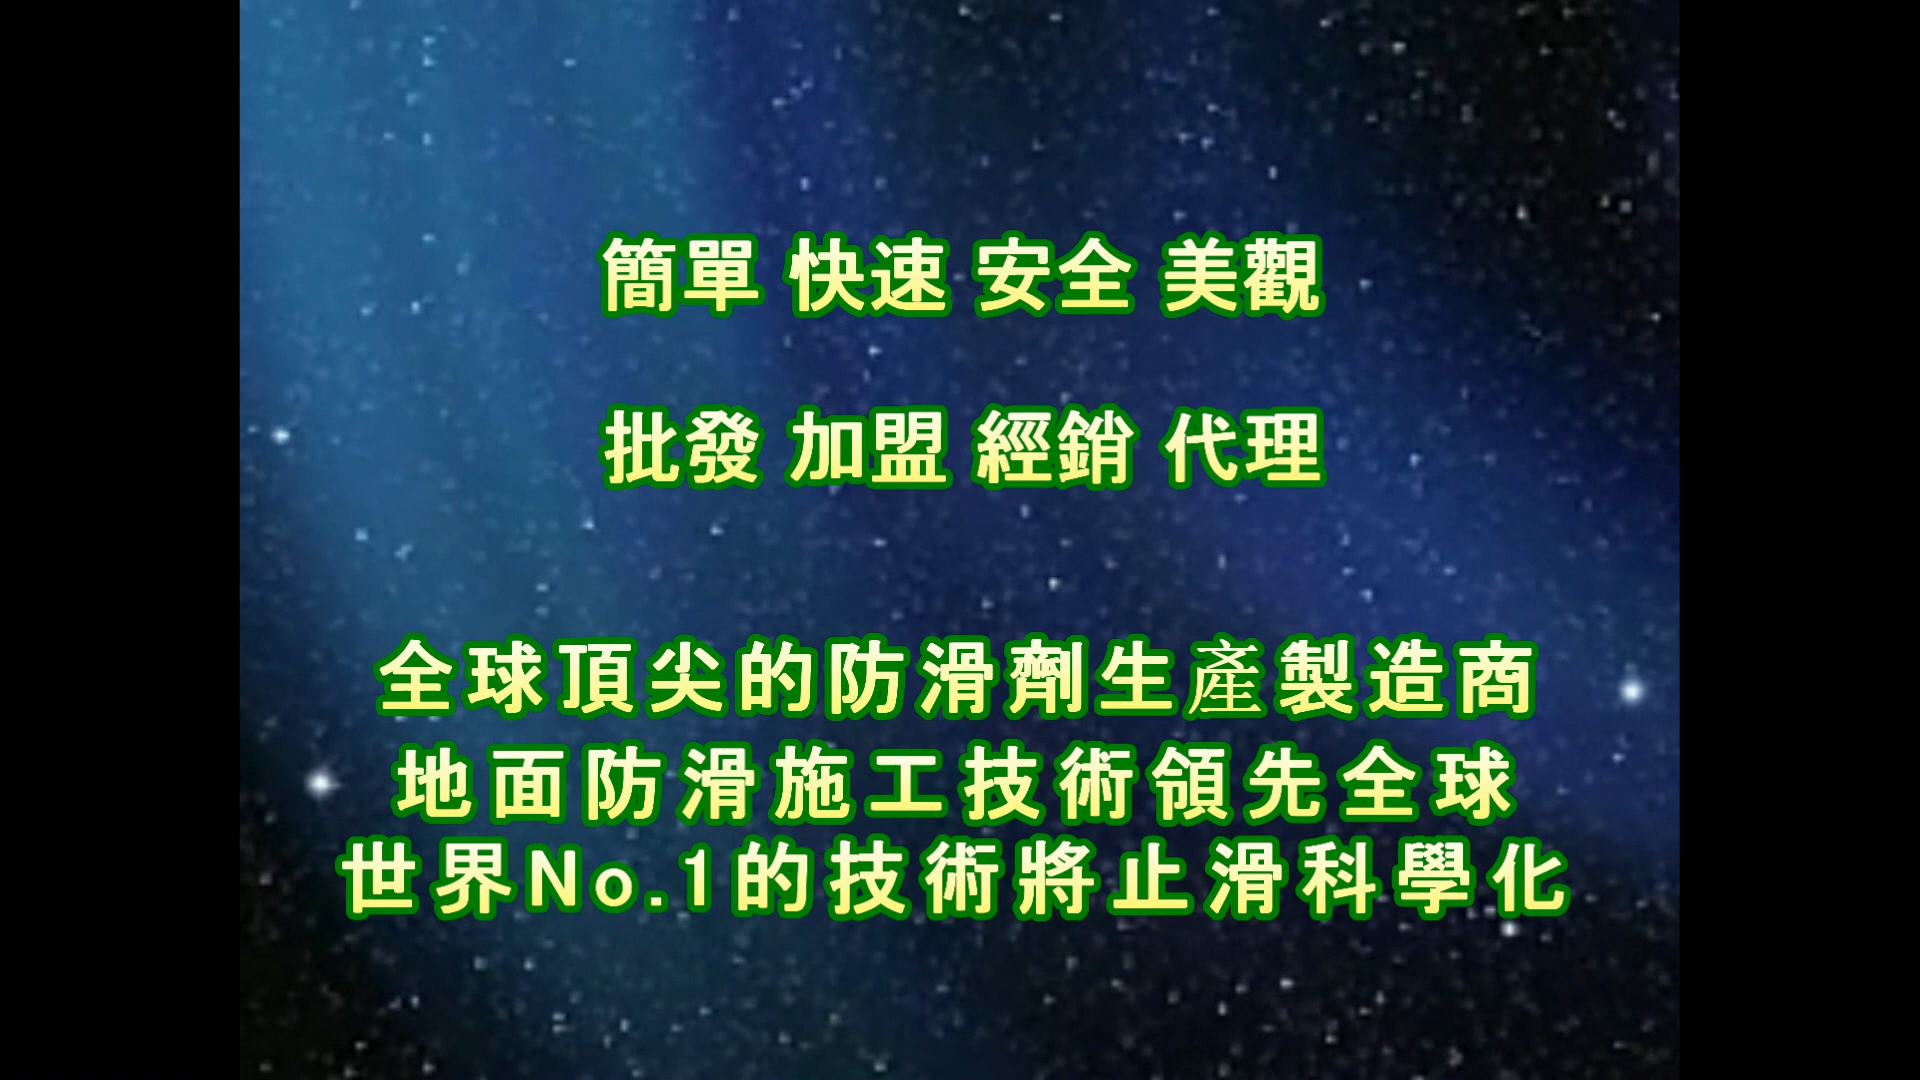 簡單 快速 安全 美觀
批發 加盟 經銷 代理
全球頂尖的防滑劑生產製造商
地面防滑施工技術領先全球
世界No.1的技術將止滑科學化